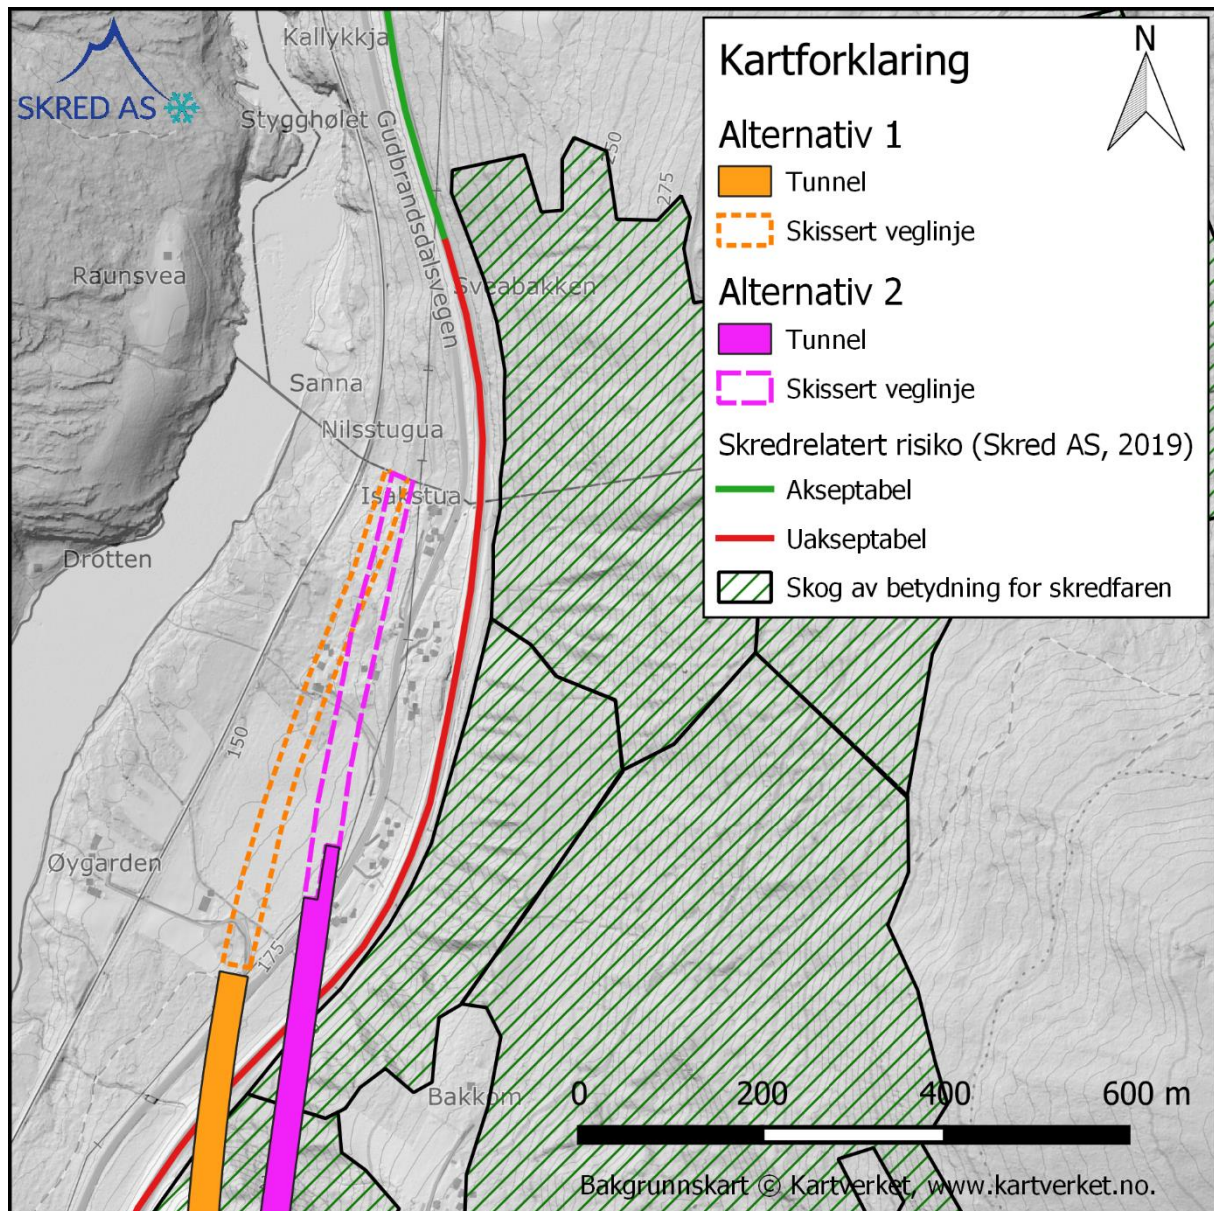 SKRED AS
Kallykkja
Stygghølet
Gudbrandsdalsvegen
Raunsvea
Sveabakken
Sanna
Nilsstugua
Isakstua
Drotten
150
Øygarden
175
Bakkom
250
275
Kartforklaring
N
Alternativ 1
Tunnel
Skissert veglinje
Alternativ 2
Tunnel
Skissert veglinje
Skredrelatert risiko (Skred AS, 2019)
Akseptabel
Uakseptabel
Skog av betydning for skredfaren
0 200 400 600 m
Bakgrunnskart © Kartverket, www.kartverket.no.